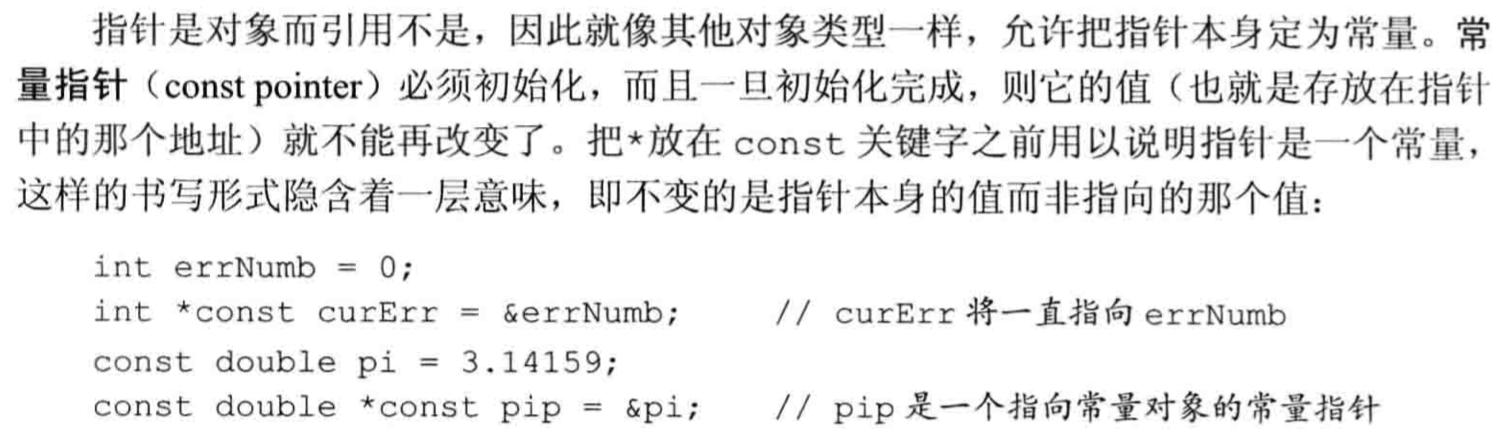 指针是对象而引用不是，因此就像其他对象类型一样，允许把指针本身定为常量。常
量指针（const pointer）必须初始化，而且一旦初始化完成，则它的值（也就是存放在指针
中的那个地址）就不能再改变了。把*放在 const 关键字之前用以说明指针是一个常量，
这样的书写形式隐含着一层意味，即不变的是指针本身的值而非指向的那个值：
int errNumb = 0;
int *const curErr = &errNumb; // curErr 将一直指向 errNumb
const double pi = 3.14159;
const double *const pip = &pi; // pip 是一个指向常量对象的常量指针